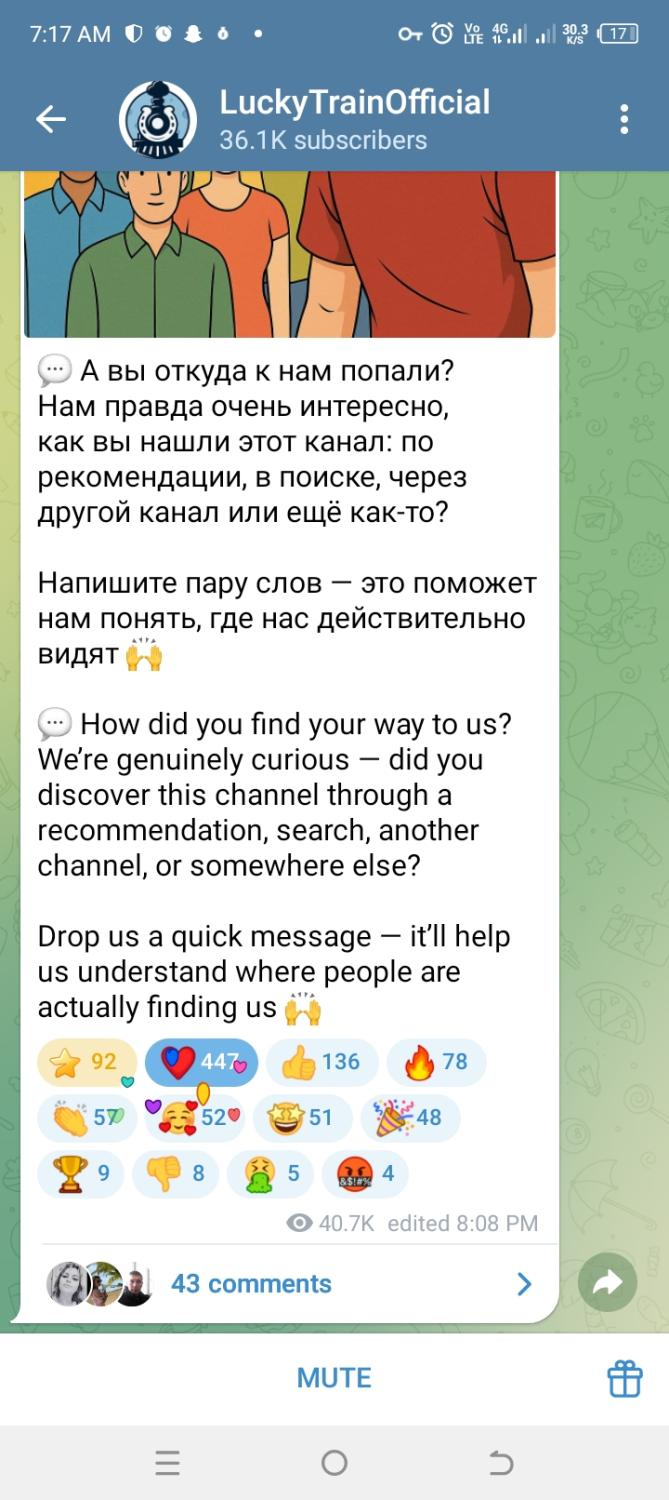 7:17 AM
Vo LTE 4G 30.3 K/S 17
LuckyTrainOfficial
36.1K subscribers
💬 А вы откуда к нам попали?
Нам правда очень интересно,
как вы нашли этот канал: по
рекомендации, в поиске, через
другой канал или ещё как-то?
Напишите пару слов — это поможет
нам понять, где нас действительно
видят 🙌
💬 How did you find your way to us?
We’re genuinely curious — did you
discover this channel through a
recommendation, search, another
channel, or somewhere else?
Drop us a quick message — it’ll help
us understand where people are
actually finding us 🙌
⭐ 92 ❤️ 447 👍 136 🔥 78
👏 57 🥰 52 🤩 51 🎉 48
🏆 9 👎 8 🤮 5 🤬 4
40.7K edited 8:08 PM
43 comments
MUTE